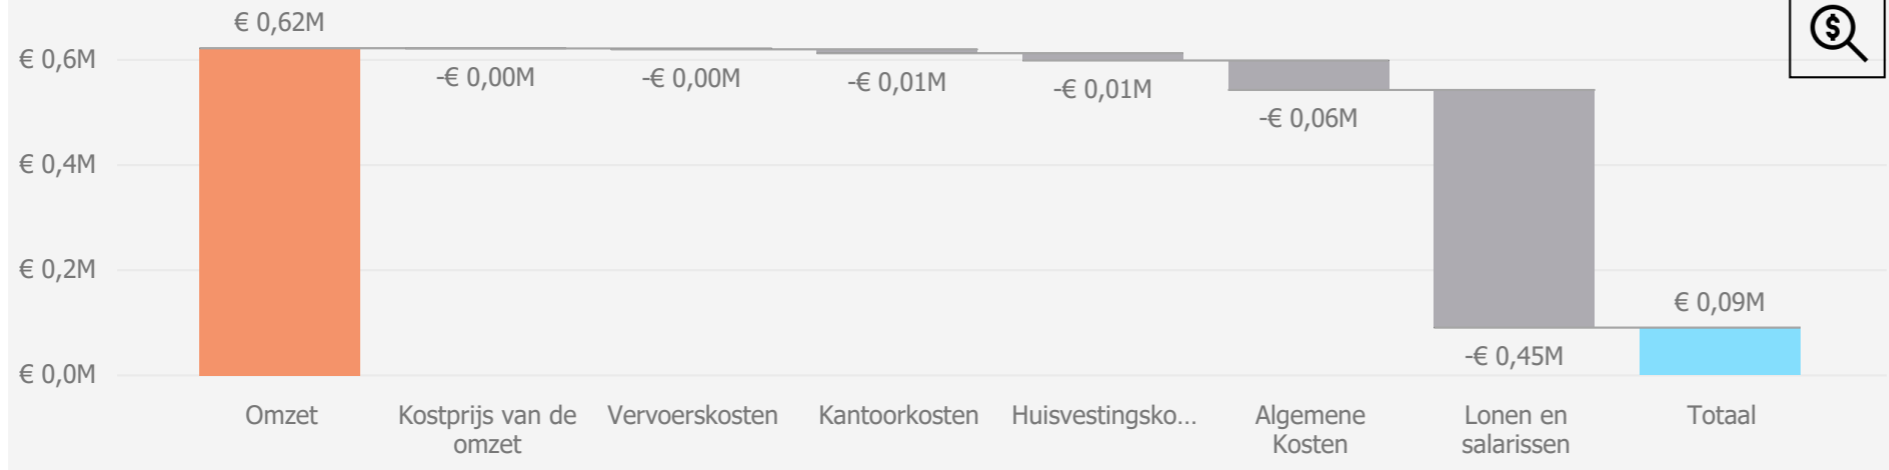 € 0,62M
€ 0,6M
-€ 0,00M
-€ 0,00M
-€ 0,01M
-€ 0,01M
-€ 0,06M
€ 0,4M
€ 0,2M
€ 0,09M
-€ 0,45M
€ 0,0M
Omzet
Kostprijs van de
omzet
Vervoerskosten
Kantoorkosten
Huisvestingsko...
Algemene
Kosten
Lonen en
salarissen
Totaal